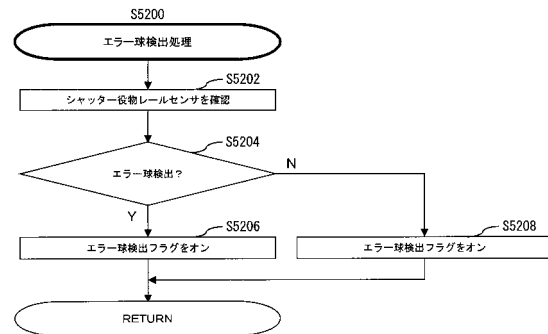 S5200
エラー球検出処理
S5202
シャッター役物レールセンサを確認
S5204
エラー球検出？
N
Y
S5206
エラー球検出フラグをオン
S5208
エラー球検出フラグをオン
RETURN